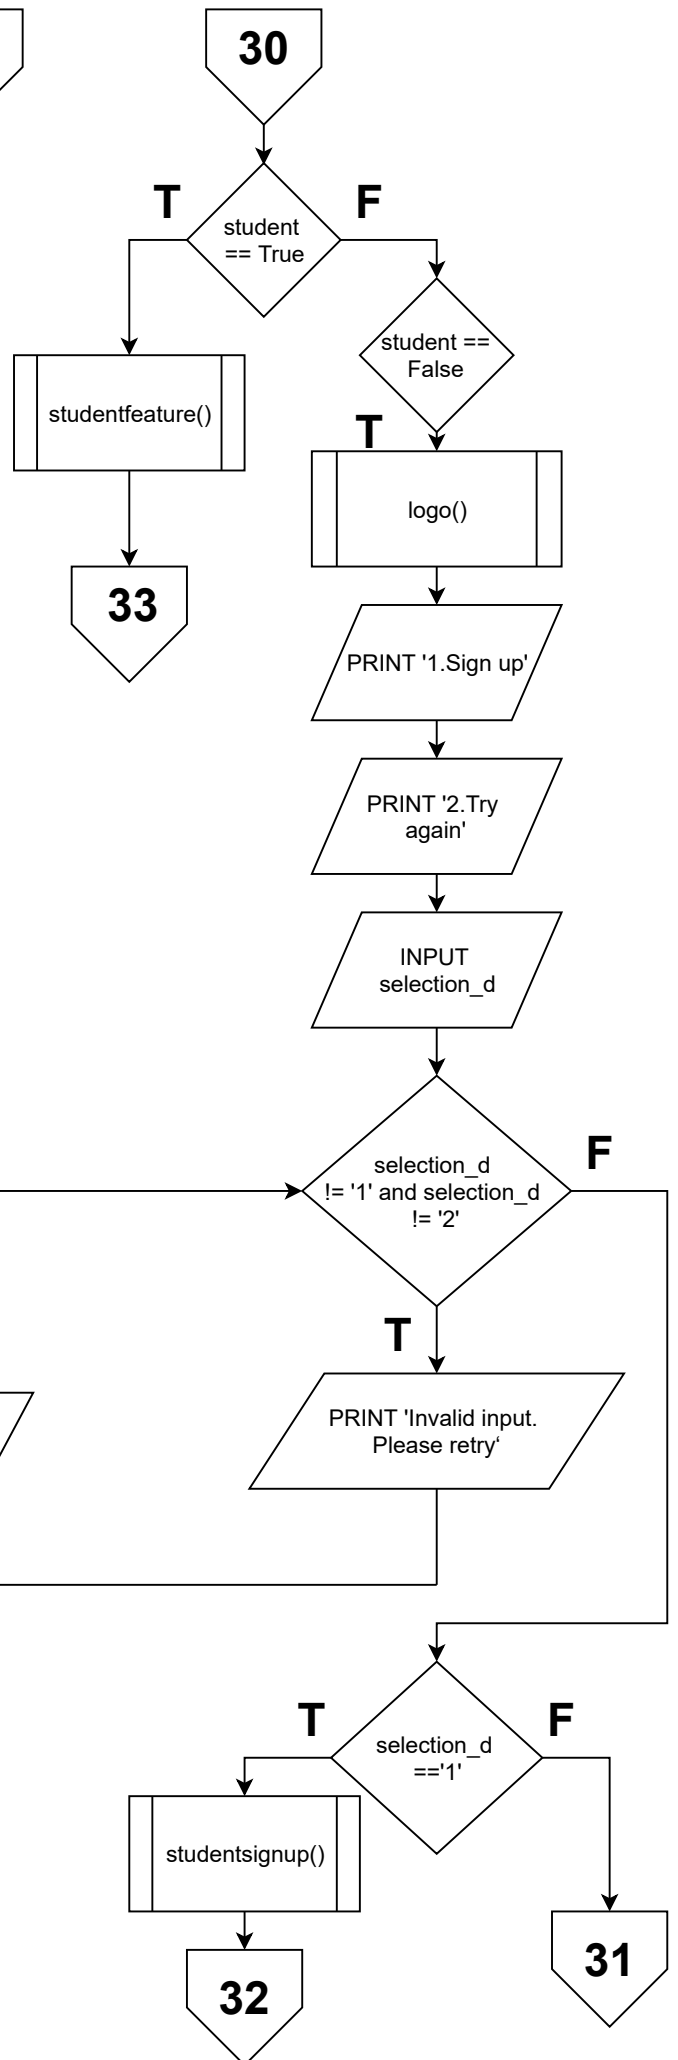 30
T
F
student
== True
student ==
False
studentfeature()
T
logo()
33
PRINT '1.Sign up'
PRINT '2.Try
again'
INPUT
selection_d
F
selection_d
!= '1' and selection_d
!= '2'
T
PRINT 'Invalid input.
Please retry‘
T
F
selection_d
=='1'
studentsignup()
31
32